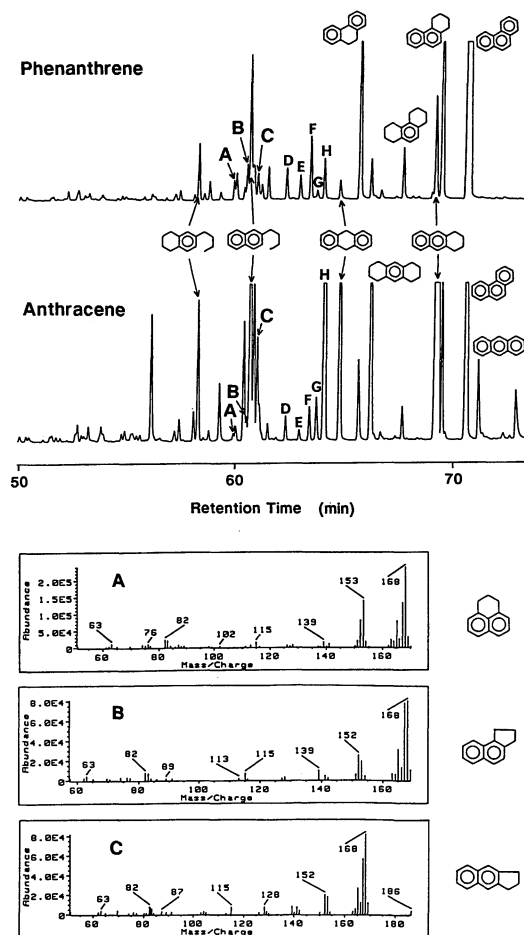 Phenanthrene
A
B
C
D
E
F
G
H
Anthracene
A
B
C
D
E
F
G
H
50 60 70
Retention Time (min)
A
Abundance
2.0E5
1.0E5
0.0E4
63
76
82
102
115
139
153
168
60 80 100 120 140 160
Mass/Charge
B
Abundance
8.0E4
6.0E4
4.0E4
2.0E4
0
63
82
89
113
115
139
152
168
60 80 100 120 140 160
Mass/Charge
C
Abundance
8.0E4
6.0E4
4.0E4
2.0E4
0
63
82
87
115
128
152
168
186
60 80 100 120 140 160 180
Mass/Charge